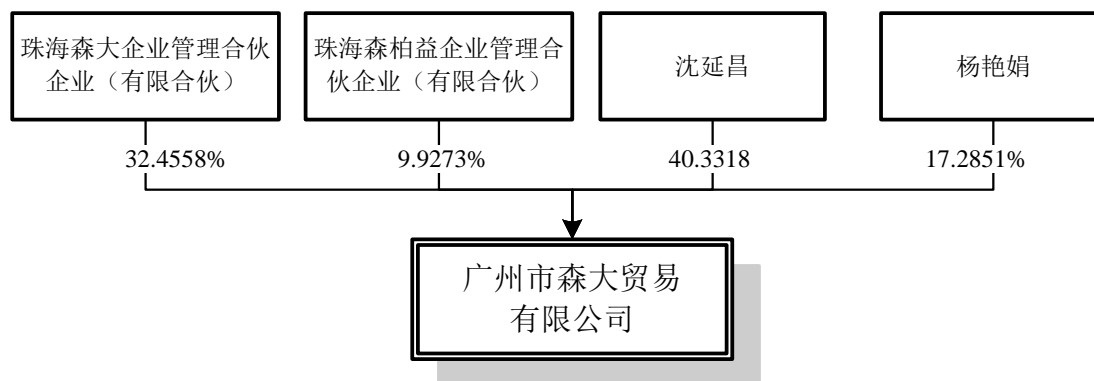 珠海森大企业管理合伙
企业（有限合伙）
珠海森柏益企业管理合
伙企业（有限合伙）
沈延昌
杨艳娟
32.4558%
9.9273%
40.3318
17.2851%
广州市森大贸易
有限公司